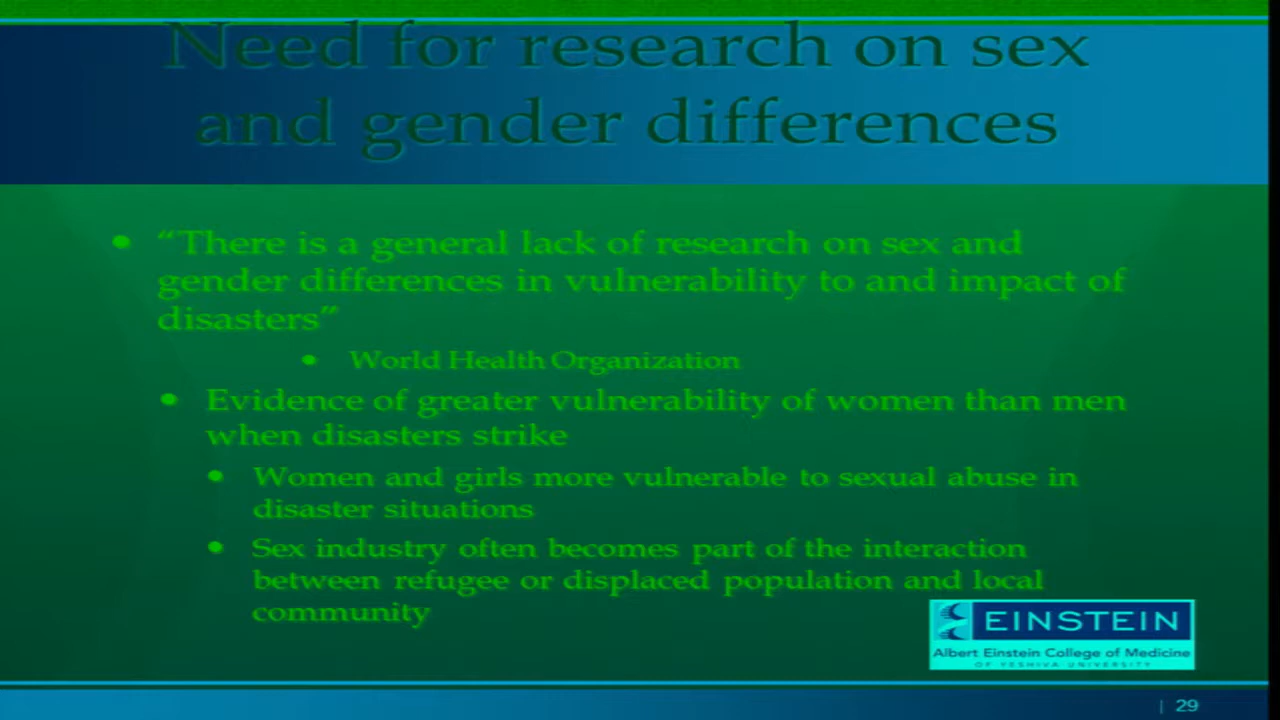 Need for research on sex
and gender differences
• “There is a general lack of research on sex and
gender differences in vulnerability to and impact of
disasters”
• World Health Organization
• Evidence of greater vulnerability of women than men
when disasters strike
• Women and girls more vulnerable to sexual abuse in
disaster situations
• Sex industry often becomes part of the interaction
between refugee or displaced population and local
community
EINSTEIN
Albert Einstein College of Medicine
OF YESHIVA UNIVERSITY
| 29